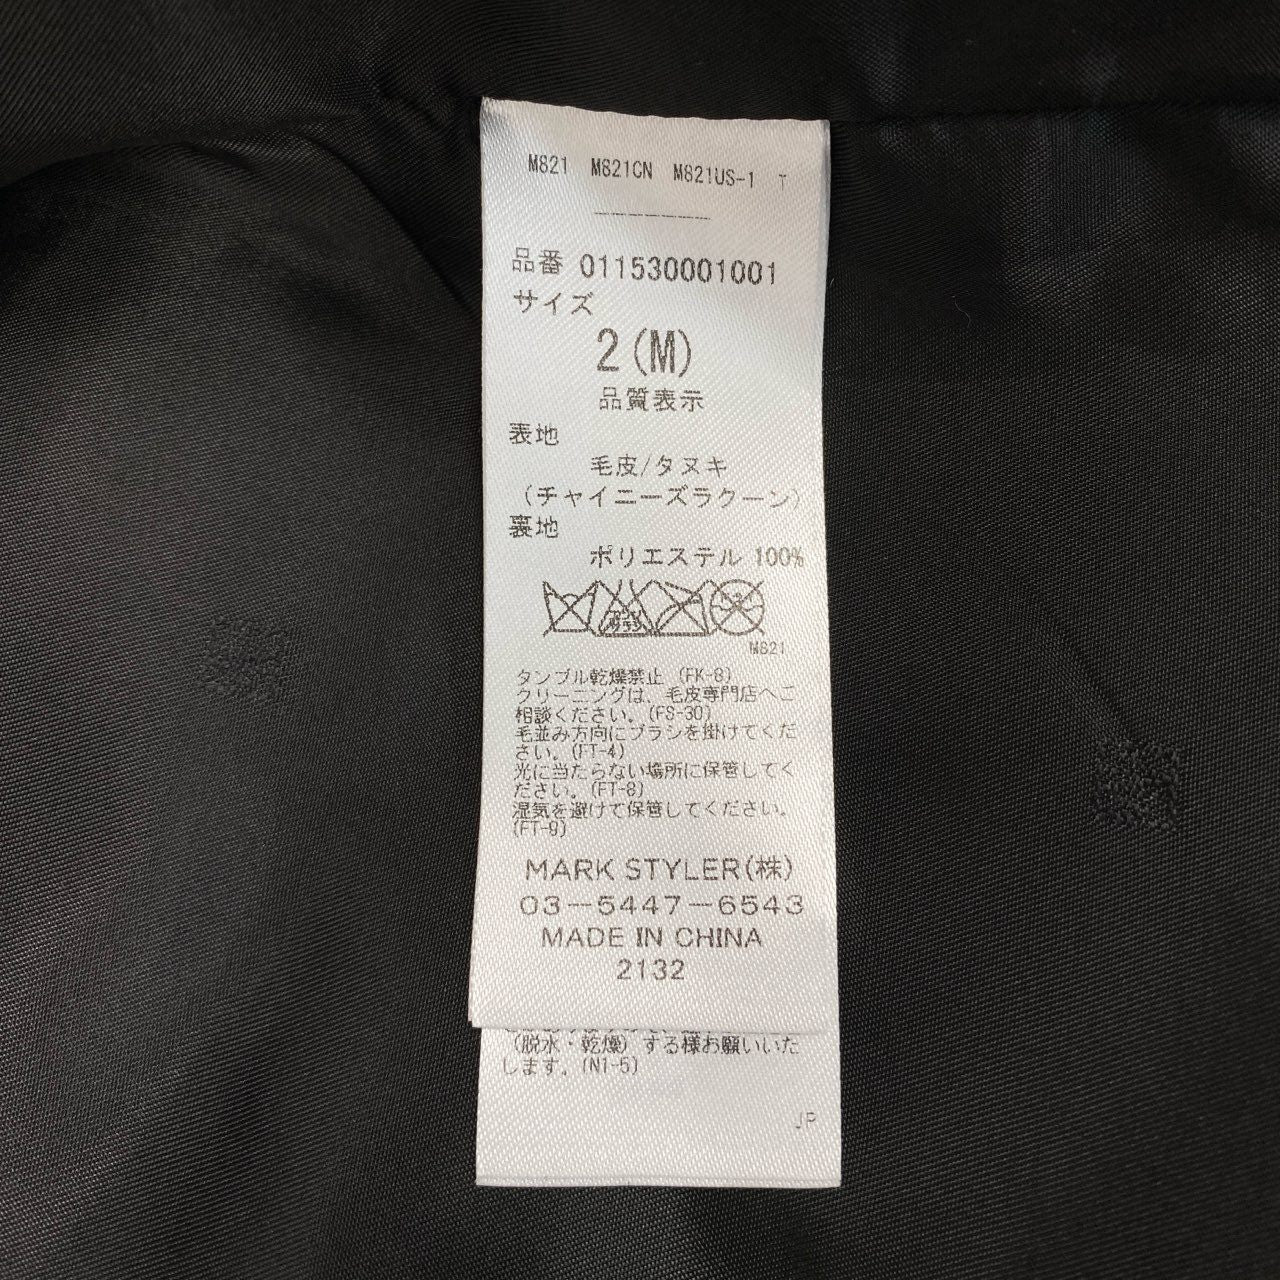 M821 M821CN M821US-1 T
品番 011530001001
サイズ
2(M)
品質表示
表地
毛皮/タヌキ
(チャイニーズラクーン)
裏地
ポリエステル 100%
M821
タンブル乾燥禁止 (FK-8)
クリーニングは、毛皮専門店へご
相談ください。(FS-30)
毛並み方向にブラシを掛けてくだ
さい。(FT-4)
光に当たらない場所に保管してく
ださい。(FT-8)
湿気を避けて保管してください。
(FT-9)
MARK STYLER(株)
03-5447-6543
MADE IN CHINA
2132
(脱水・乾燥)する様お願いいた
します。(N1-5)
JP